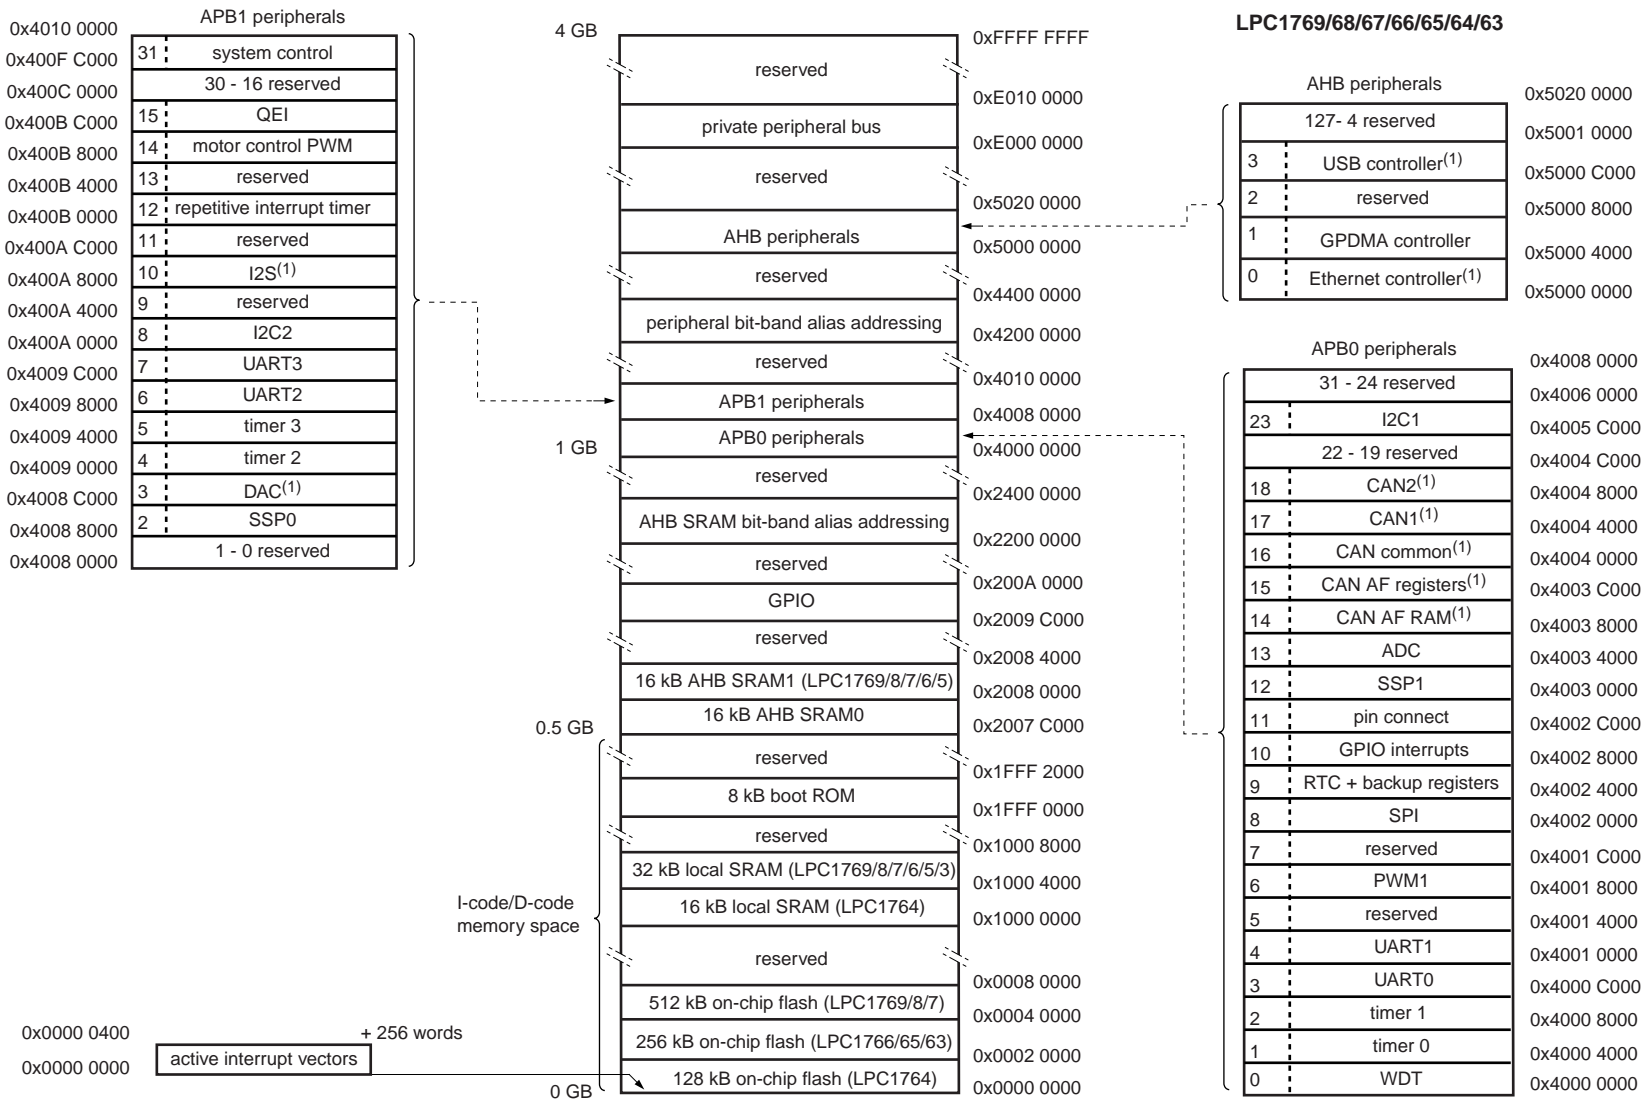 APB1 peripherals
0x4010 0000
31 system control
0x400F C000
30 - 16 reserved
0x400C 0000
15 QEI
0x400B C000
14 motor control PWM
0x400B 8000
13 reserved
0x400B 4000
12 repetitive interrupt timer
0x400B 0000
11 reserved
0x400A C000
10 I2S(1)
0x400A 8000
9 reserved
0x400A 4000
8 I2C2
0x400A 0000
7 UART3
0x4009 C000
6 UART2
0x4009 8000
5 timer 3
0x4009 4000
4 timer 2
0x4009 0000
3 DAC(1)
0x4008 C000
2 SSP0
0x4008 8000
1 - 0 reserved
0x4008 0000
4 GB
0xFFFF FFFF
reserved
0xE010 0000
private peripheral bus
0xE000 0000
reserved
0x5020 0000
AHB peripherals
0x5000 0000
reserved
0x4400 0000
peripheral bit-band alias addressing
0x4200 0000
reserved
0x4010 0000
APB1 peripherals
0x4008 0000
APB0 peripherals
1 GB
0x4000 0000
reserved
0x2400 0000
AHB SRAM bit-band alias addressing
0x2200 0000
reserved
0x200A 0000
GPIO
0x2009 C000
reserved
0x2008 4000
16 kB AHB SRAM1 (LPC1769/8/7/6/5)
0x2008 0000
16 kB AHB SRAM0
0.5 GB
0x2007 C000
reserved
0x1FFF 2000
8 kB boot ROM
0x1FFF 0000
reserved
0x1000 8000
32 kB local SRAM (LPC1769/8/7/6/5/3)
0x1000 4000
16 kB local SRAM (LPC1764)
0x1000 0000
I-code/D-code
memory space
reserved
0x0008 0000
512 kB on-chip flash (LPC1769/8/7)
0x0004 0000
256 kB on-chip flash (LPC1766/65/63)
0x0002 0000
128 kB on-chip flash (LPC1764)
0 GB
0x0000 0000
0x0000 0400
+ 256 words
active interrupt vectors
0x0000 0000
LPC1769/68/67/66/65/64/63
AHB peripherals
0x5020 0000
127- 4 reserved
0x5001 0000
3 USB controller(1)
0x5000 C000
2 reserved
0x5000 8000
1 GPDMA controller
0x5000 4000
0 Ethernet controller(1)
0x5000 0000
APB0 peripherals
0x4008 0000
31 - 24 reserved
0x4006 0000
23 I2C1
0x4005 C000
22 - 19 reserved
0x4004 C000
18 CAN2(1)
0x4004 8000
17 CAN1(1)
0x4004 4000
16 CAN common(1)
0x4004 0000
15 CAN AF registers(1)
0x4003 C000
14 CAN AF RAM(1)
0x4003 8000
13 ADC
0x4003 4000
12 SSP1
0x4003 0000
11 pin connect
0x4002 C000
10 GPIO interrupts
0x4002 8000
9 RTC + backup registers
0x4002 4000
8 SPI
0x4002 0000
7 reserved
0x4001 C000
6 PWM1
0x4001 8000
5 reserved
0x4001 4000
4 UART1
0x4001 0000
3 UART0
0x4000 C000
2 timer 1
0x4000 8000
1 timer 0
0x4000 4000
0 WDT
0x4000 0000